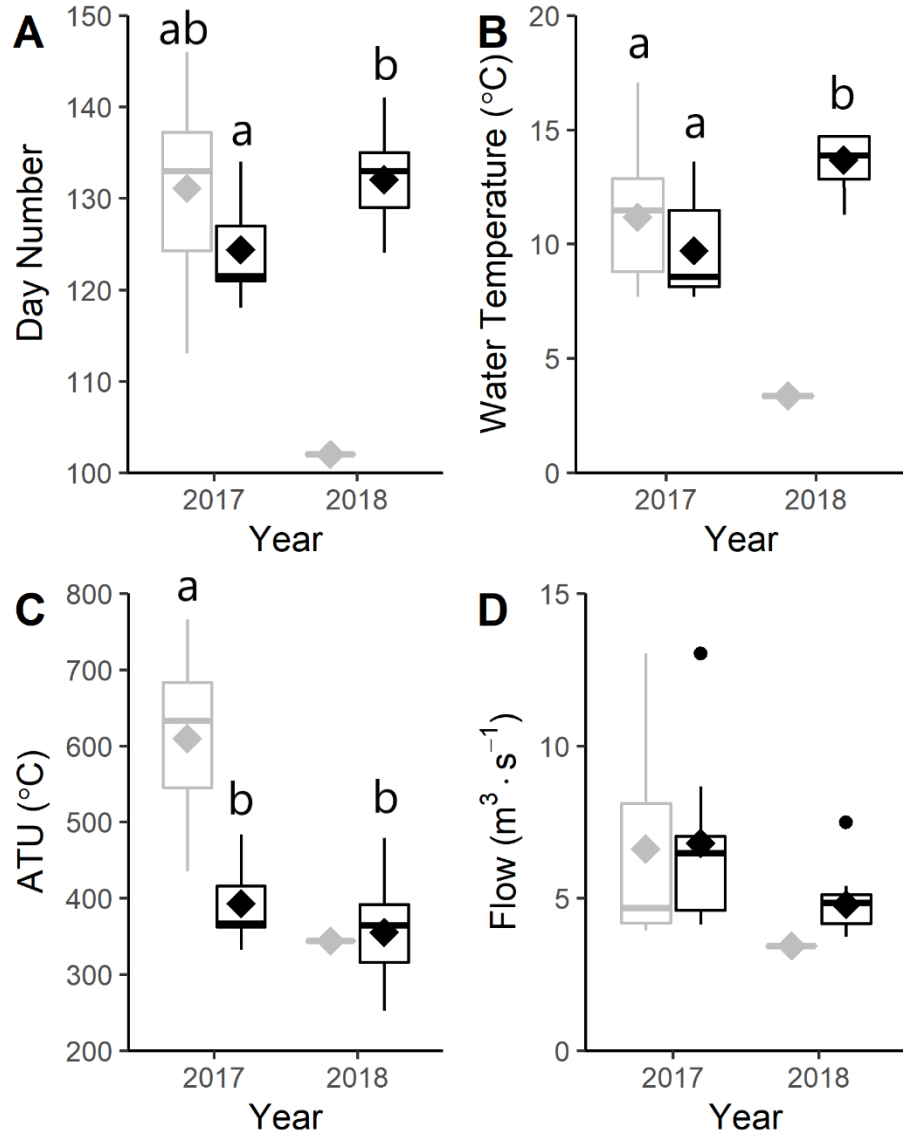 A
ab
a
b
150
140
130
120
110
100
Day Number
2017
2018
Year
B
a
a
b
20
15
10
5
0
Water Temperature (°C)
2017
2018
Year
C
a
b
b
800
700
600
500
400
300
200
ATU (°C)
2017
2018
Year
D
15
10
5
0
Flow (m³ · s⁻¹)
2017
2018
Year